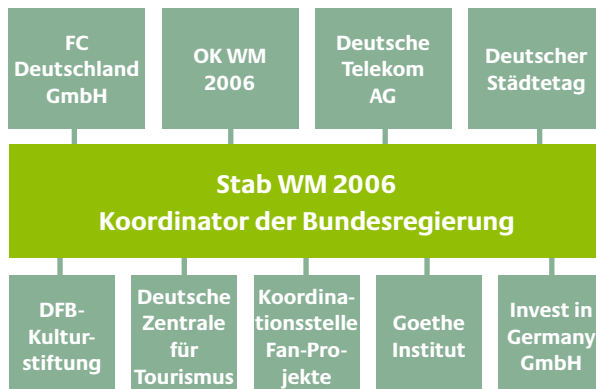 FC
Deutschland
GmbH
OK WM
2006
Deutsche
Telekom
AG
Deutscher
Städtetag
Stab WM 2006
Koordinator der Bundesregierung
DFB-
Kultur-
stiftung
Deutsche
Zentrale
für
Tourismus
Koordina-
tionsstelle
Fan-Pro-
jekte
Goethe
Institut
Invest in
Germany
GmbH